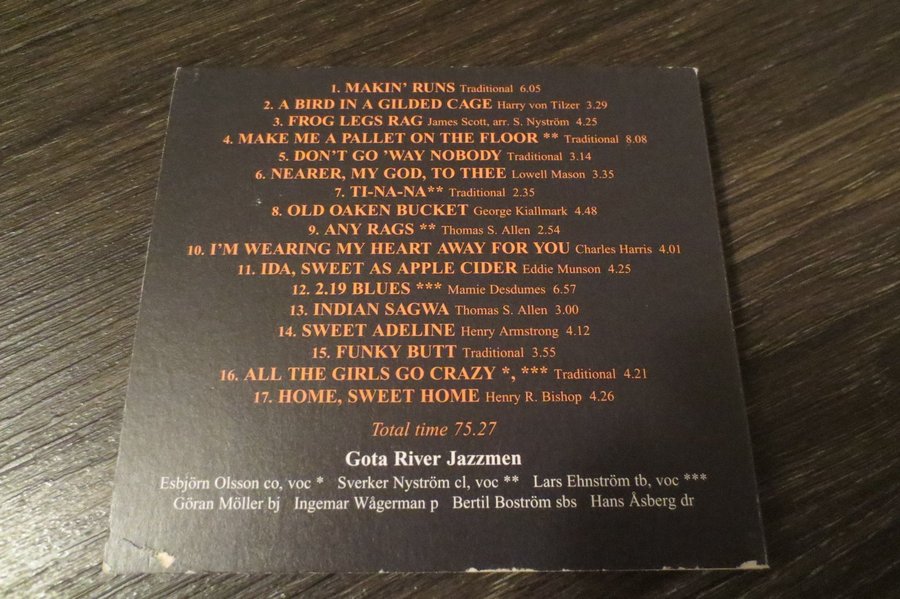 1. MAKIN' RUNS Traditional 6.05
2. A BIRD IN A GILDED CAGE Harry von Tilzer 3.29
3. FROG LEGS RAG James Scott, arr. S. Nyström 4.25
4. MAKE ME A PALLET ON THE FLOOR ** Traditional 8.08
5. DON'T GO 'WAY NOBODY Traditional 3.14
6. NEARER, MY GOD, TO THEE Lowell Mason 3.35
7. TI-NA-NA** Traditional 2.35
8. OLD OAKEN BUCKET George Kiallmark 4.48
9. ANY RAGS ** Thomas S. Allen 2.54
10. I'M WEARING MY HEART AWAY FOR YOU Charles Harris 4.01
11. IDA, SWEET AS APPLE CIDER Eddie Munson 4.25
12. 2.19 BLUES *** Mamie Desdumes 6.57
13. INDIAN SAGWA Thomas S. Allen 3.00
14. SWEET ADELINE Henry Armstrong 4.12
15. FUNKY BUTT Traditional 3.55
16. ALL THE GIRLS GO CRAZY *, *** Traditional 4.21
17. HOME, SWEET HOME Henry R. Bishop 4.26
Total time 75.27
Gota River Jazzmen
Esbjörn Olsson co, voc * Sverker Nyström cl, voc ** Lars Ehnström tb, voc ***
Göran Möller bj Ingemar Wågerman p Bertil Boström sbs Hans Åsberg dr